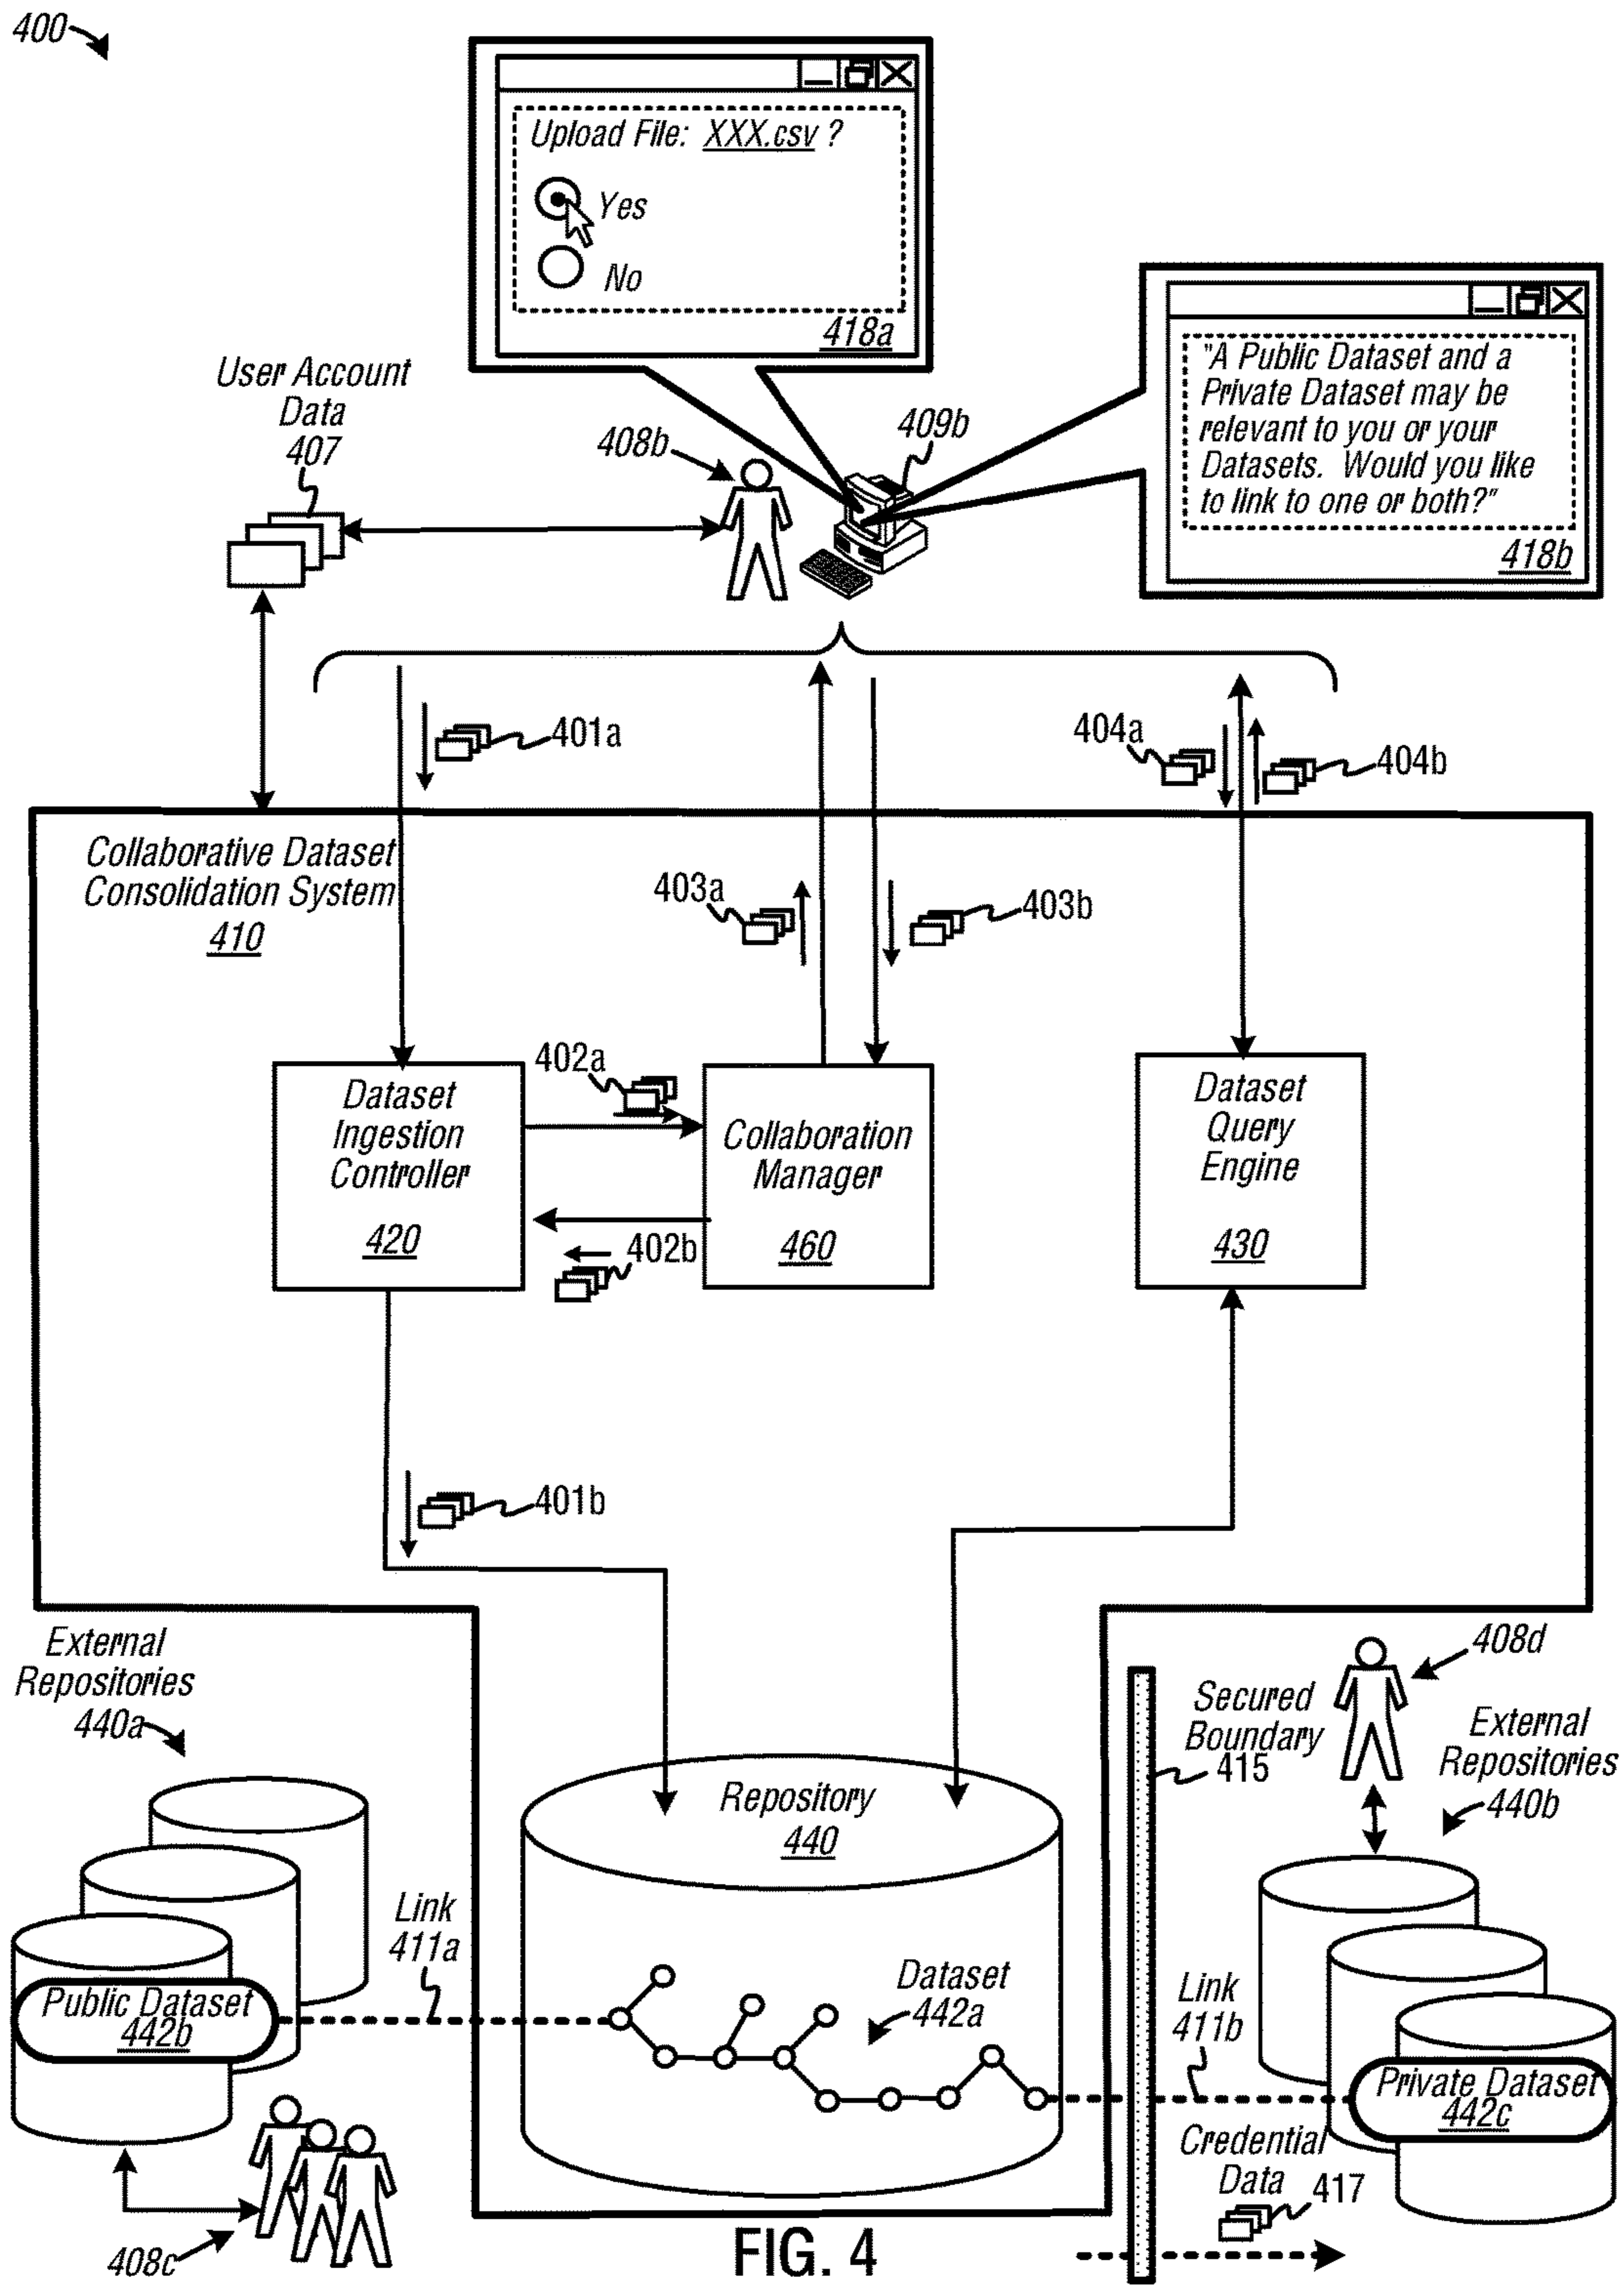 400
Upload File: XXX.csv ?
Yes
No
418a
"A Public Dataset and a
Private Dataset may be
relevant to you or your
Datasets. Would you like
to link to one or both?"
418b
User Account
Data
407
408b
409b
401a
404a
404b
Collaborative Dataset
Consolidation System
410
403a
403b
Dataset
Ingestion
Controller
420
402a
402b
Collaboration
Manager
460
Dataset
Query
Engine
430
401b
External
Repositories
440a
408d
Secured
Boundary
415
External
Repositories
440b
Repository
440
Link
411a
Dataset
442a
Public Dataset
442b
Link
411b
Private Dataset
442c
Credential
Data
417
408c
FIG. 4